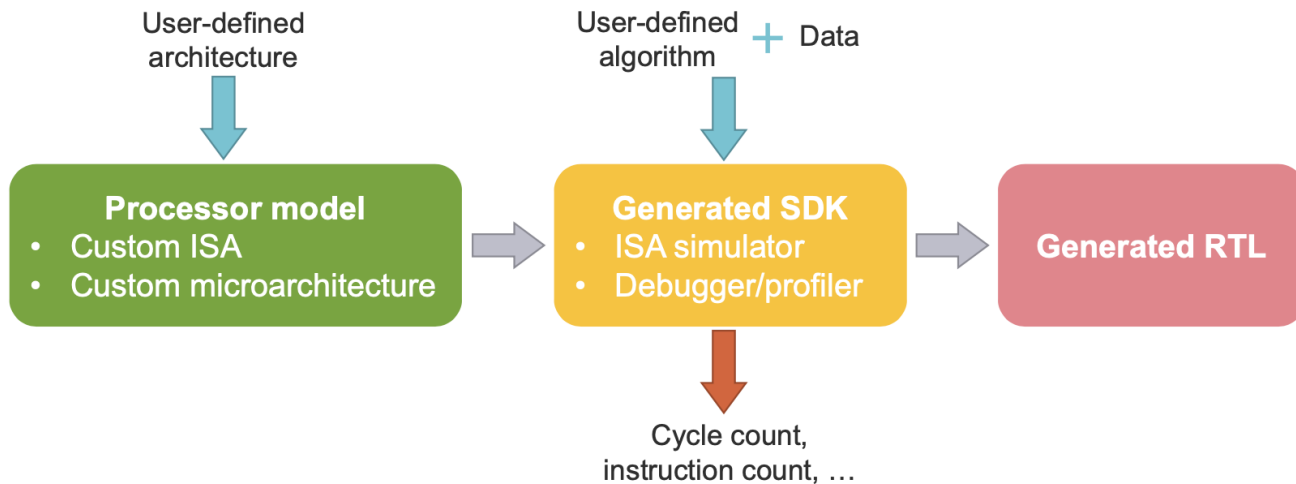 User-defined
architecture
User-defined
algorithm
+
Data
Processor model
• Custom ISA
• Custom microarchitecture
Generated SDK
• ISA simulator
• Debugger/profiler
Generated RTL
Cycle count,
instruction count, …